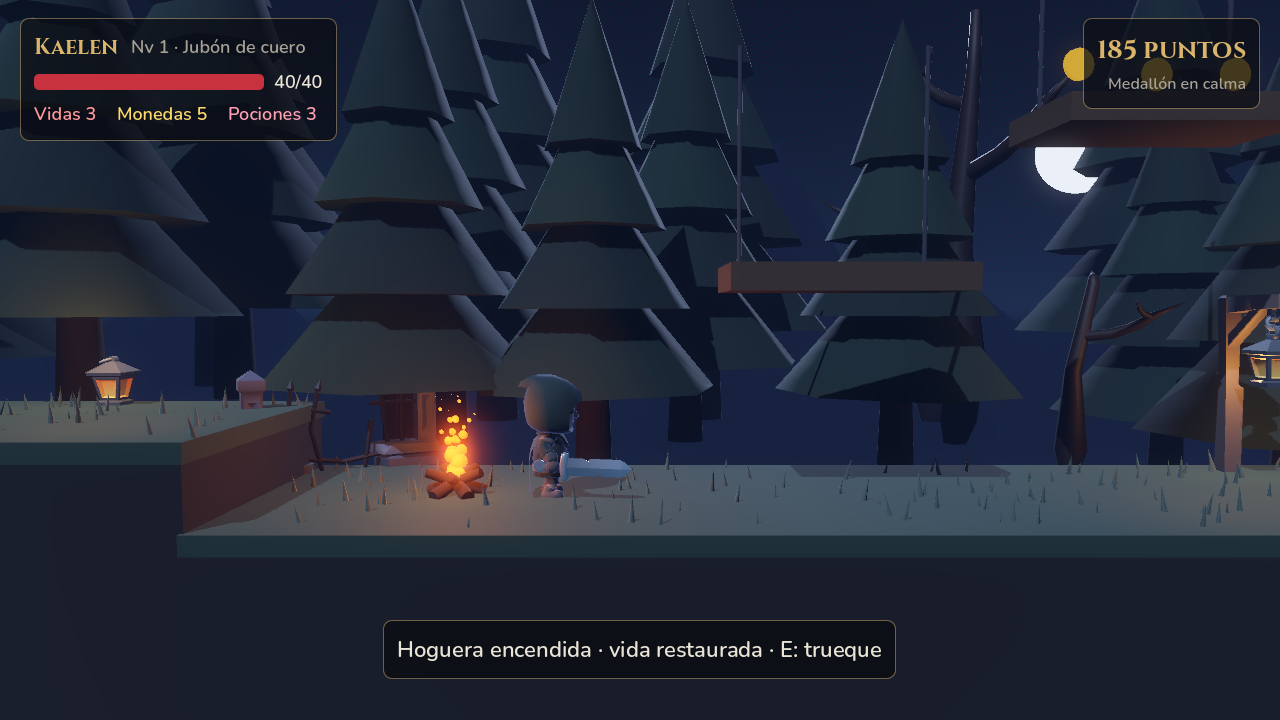 KAELEN Nv 1 · Jubón de cuero
40/40
Vidas 3 Monedas 5 Pociones 3
185 PUNTOS
Medallón en calma
Hoguera encendida · vida restaurada · E: trueque